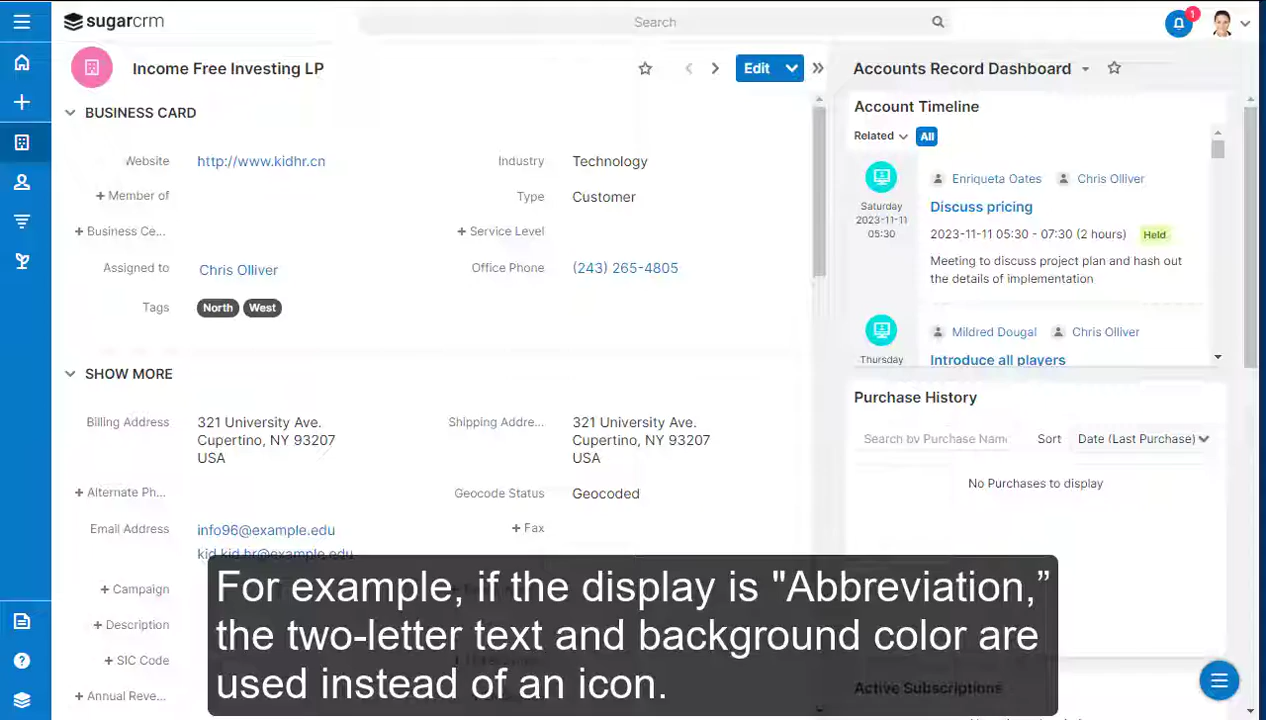 sugarcrm
Search
1
Income Free Investing LP
Edit
Accounts Record Dashboard
BUSINESS CARD
Website
http://www.kidhr.cn
Industry
Technology
+ Member of
Type
Customer
+ Business Ce...
+ Service Level
Assigned to
Chris Olliver
Office Phone
(243) 265-4805
Tags
North West
SHOW MORE
Billing Address
321 University Ave.
Cupertino, NY 93207
USA
Shipping Addre...
321 University Ave.
Cupertino, NY 93207
USA
+ Alternate Ph...
Geocode Status
Geocoded
Email Address
info96@example.edu
kid.kid.hr@example.edu
+ Fax
+ Campaign
+ Description
+ SIC Code
+ Annual Reve...
Account Timeline
Related All
Enriqueta Oates Chris Olliver
Saturday
2023-11-11
05:30
Discuss pricing
2023-11-11 05:30 - 07:30 (2 hours) Held
Meeting to discuss project plan and hash out
the details of implementation
Mildred Dougal Chris Olliver
Thursday
Introduce all players
Purchase History
Search by Purchase Name
Sort
Date (Last Purchase)
No Purchases to display
Active Subscriptions
For example, if the display is "Abbreviation,”
the two-letter text and background color are
used instead of an icon.